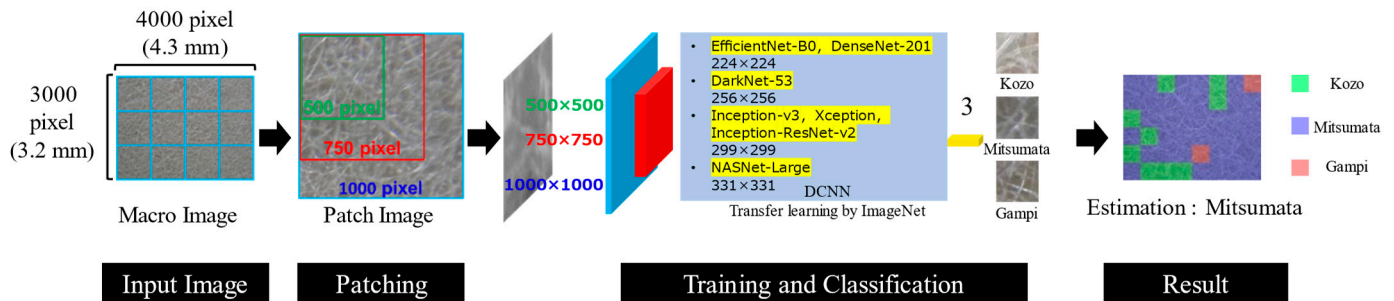 4000 pixel
(4.3 mm)
3000
pixel
(3.2 mm)
Macro Image
500 pixel
750 pixel
1000 pixel
Patch Image
500×500
750×750
1000×1000
• EfficientNet-B0, DenseNet-201
224×224
• DarkNet-53
256×256
• Inception-v3, Xception,
Inception-ResNet-v2
299×299
• NASNet-Large
331×331
DCNN
Transfer learning by ImageNet
3
Kozo
Mitsumata
Gampi
Kozo
Mitsumata
Gampi
Estimation : Mitsumata
Input Image
Patching
Training and Classification
Result